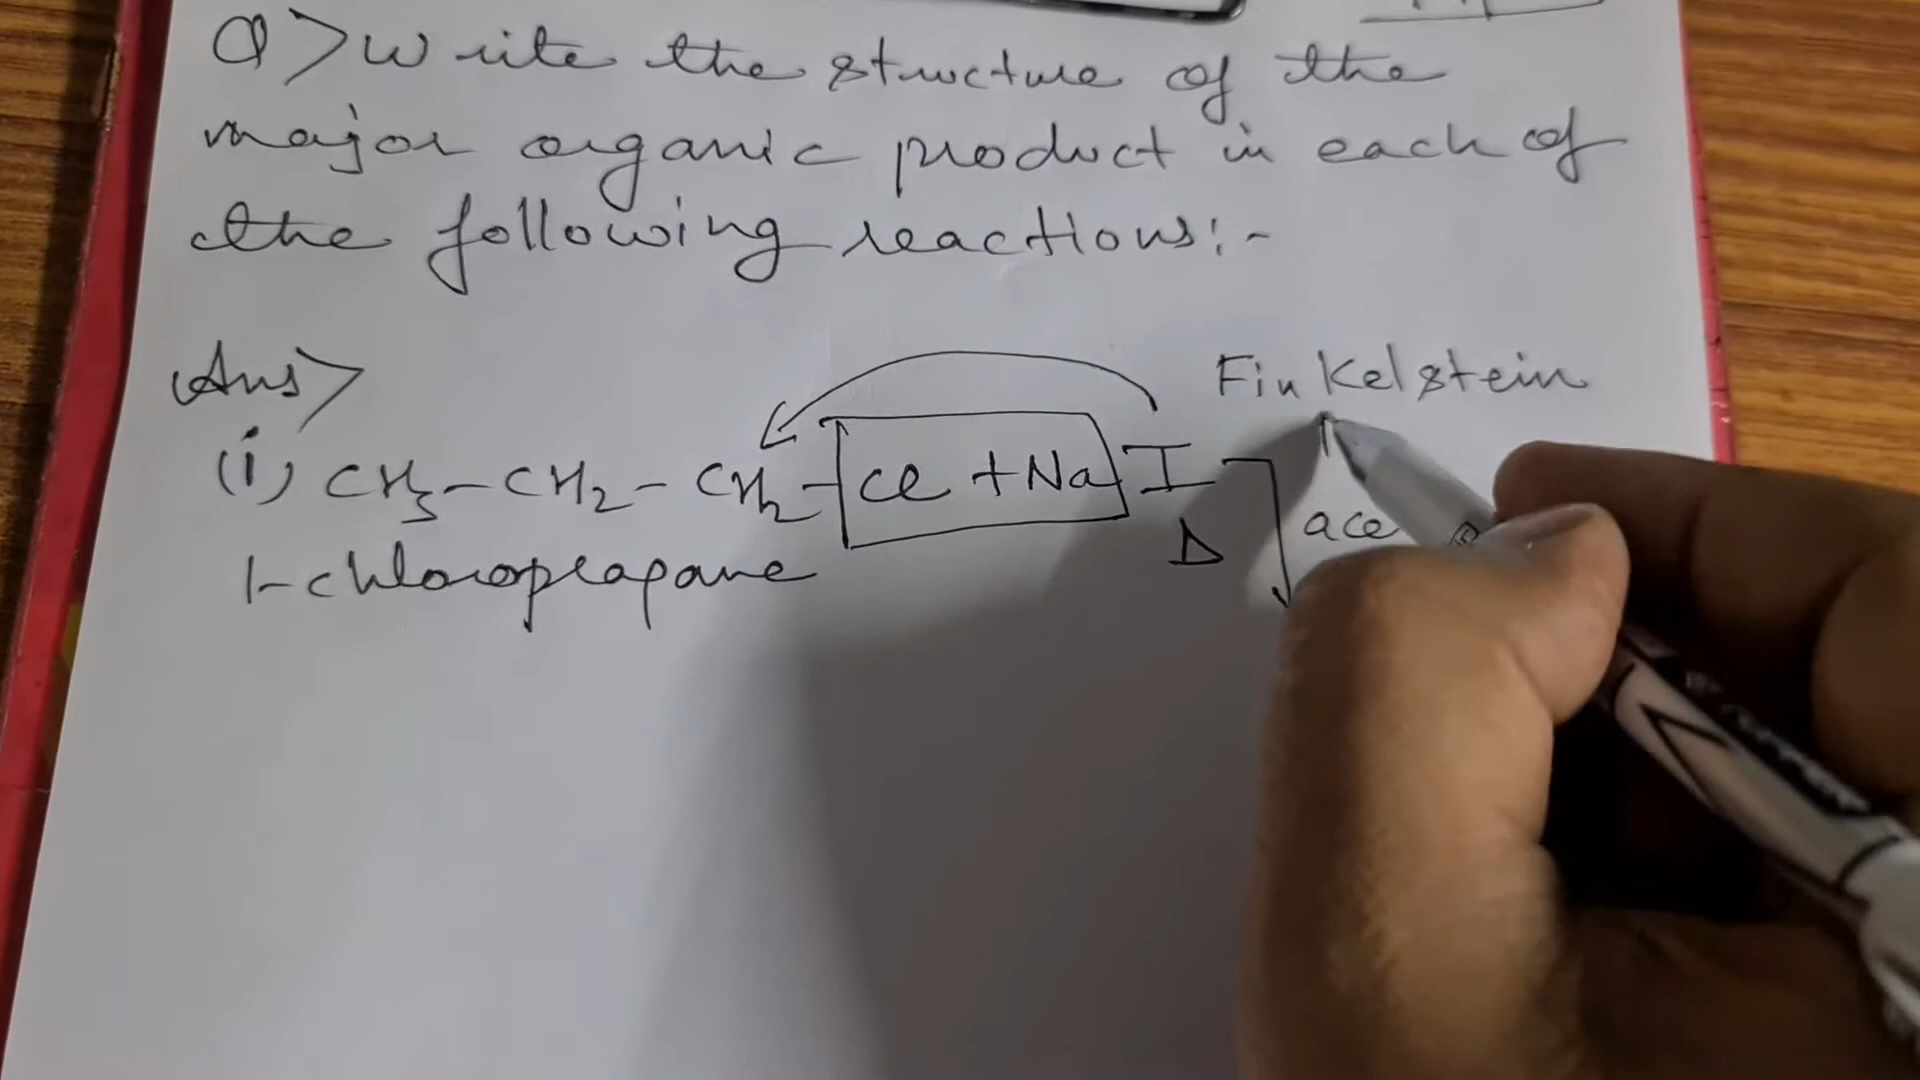 Q> Write the structure of the
major organic product in each of
the following reactions:-
Ans>
Finkelstein
(i) CH3-CH2-CH2-Cl + NaI
Δ
ace
1-chloropropane